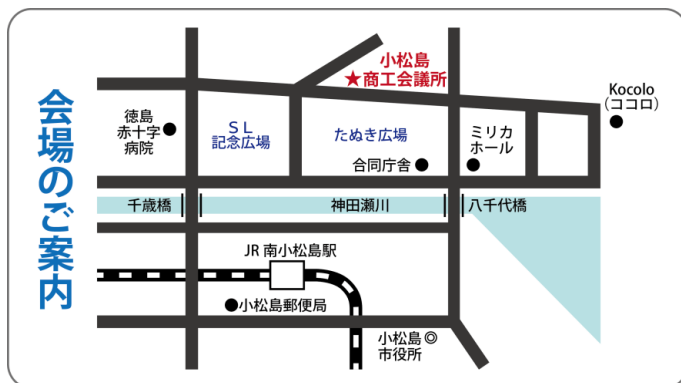 会場のご案内
小松島
★商工会議所
Kocolo
（ココロ）
徳島
赤十字
病院
ＳＬ
記念広場
たぬき広場
ミリカ
ホール
合同庁舎
千歳橋
神田瀬川
八千代橋
JR 南小松島駅
小松島郵便局
小松島
市役所